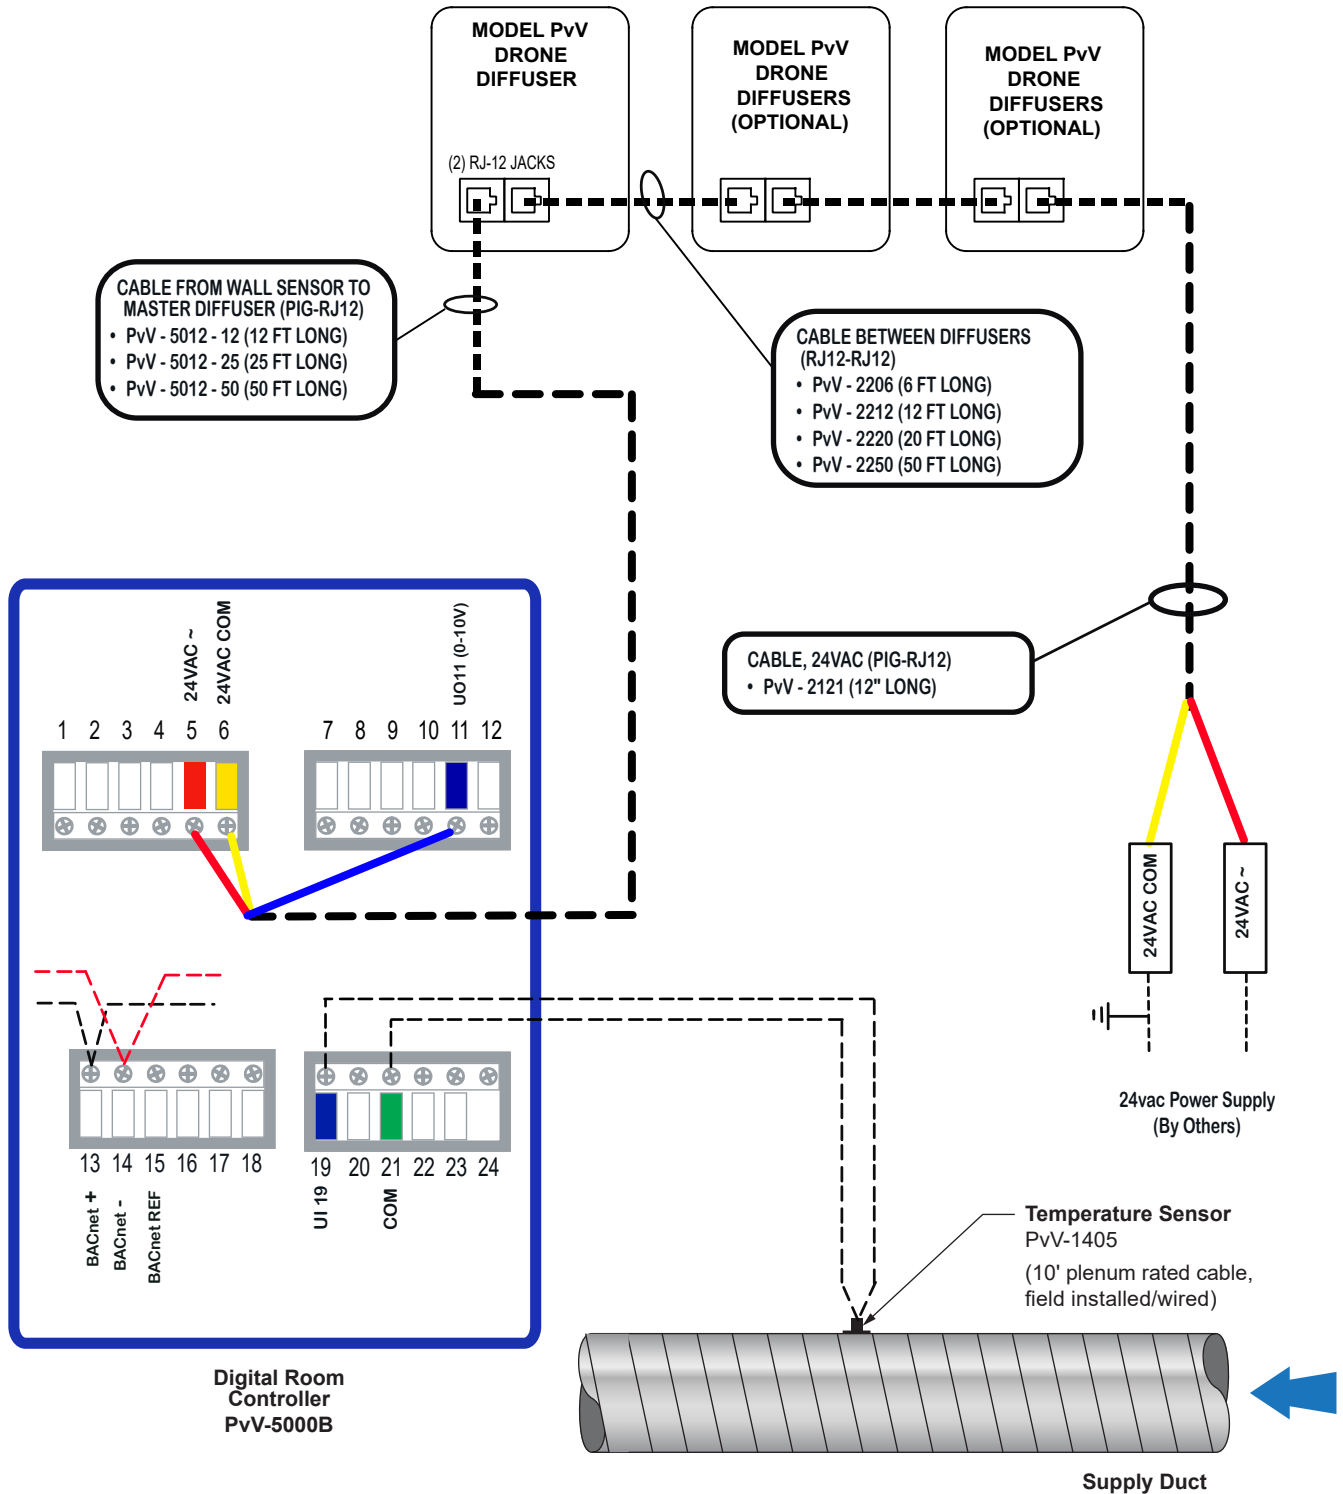 MODEL PvV
DRONE
DIFFUSER
(2) RJ-12 JACKS
MODEL PvV
DRONE
DIFFUSERS
(OPTIONAL)
MODEL PvV
DRONE
DIFFUSERS
(OPTIONAL)
CABLE FROM WALL SENSOR TO
MASTER DIFFUSER (PIG-RJ12)
• PvV - 5012 - 12 (12 FT LONG)
• PvV - 5012 - 25 (25 FT LONG)
• PvV - 5012 - 50 (50 FT LONG)
CABLE BETWEEN DIFFUSERS
(RJ12-RJ12)
• PvV - 2206 (6 FT LONG)
• PvV - 2212 (12 FT LONG)
• PvV - 2220 (20 FT LONG)
• PvV - 2250 (50 FT LONG)
CABLE, 24VAC (PIG-RJ12)
• PvV - 2121 (12" LONG)
24VAC ~
24VAC COM
UO11 (0-10V)
1 2 3 4 5 6
7 8 9 10 11 12
24VAC COM
24VAC ~
24vac Power Supply
(By Others)
13 14 15 16 17 18
19 20 21 22 23 24
BACnet +
BACnet -
BACnet REF
UI 19
COM
Temperature Sensor
PvV-1405
(10' plenum rated cable,
field installed/wired)
Digital Room
Controller
PvV-5000B
Supply Duct